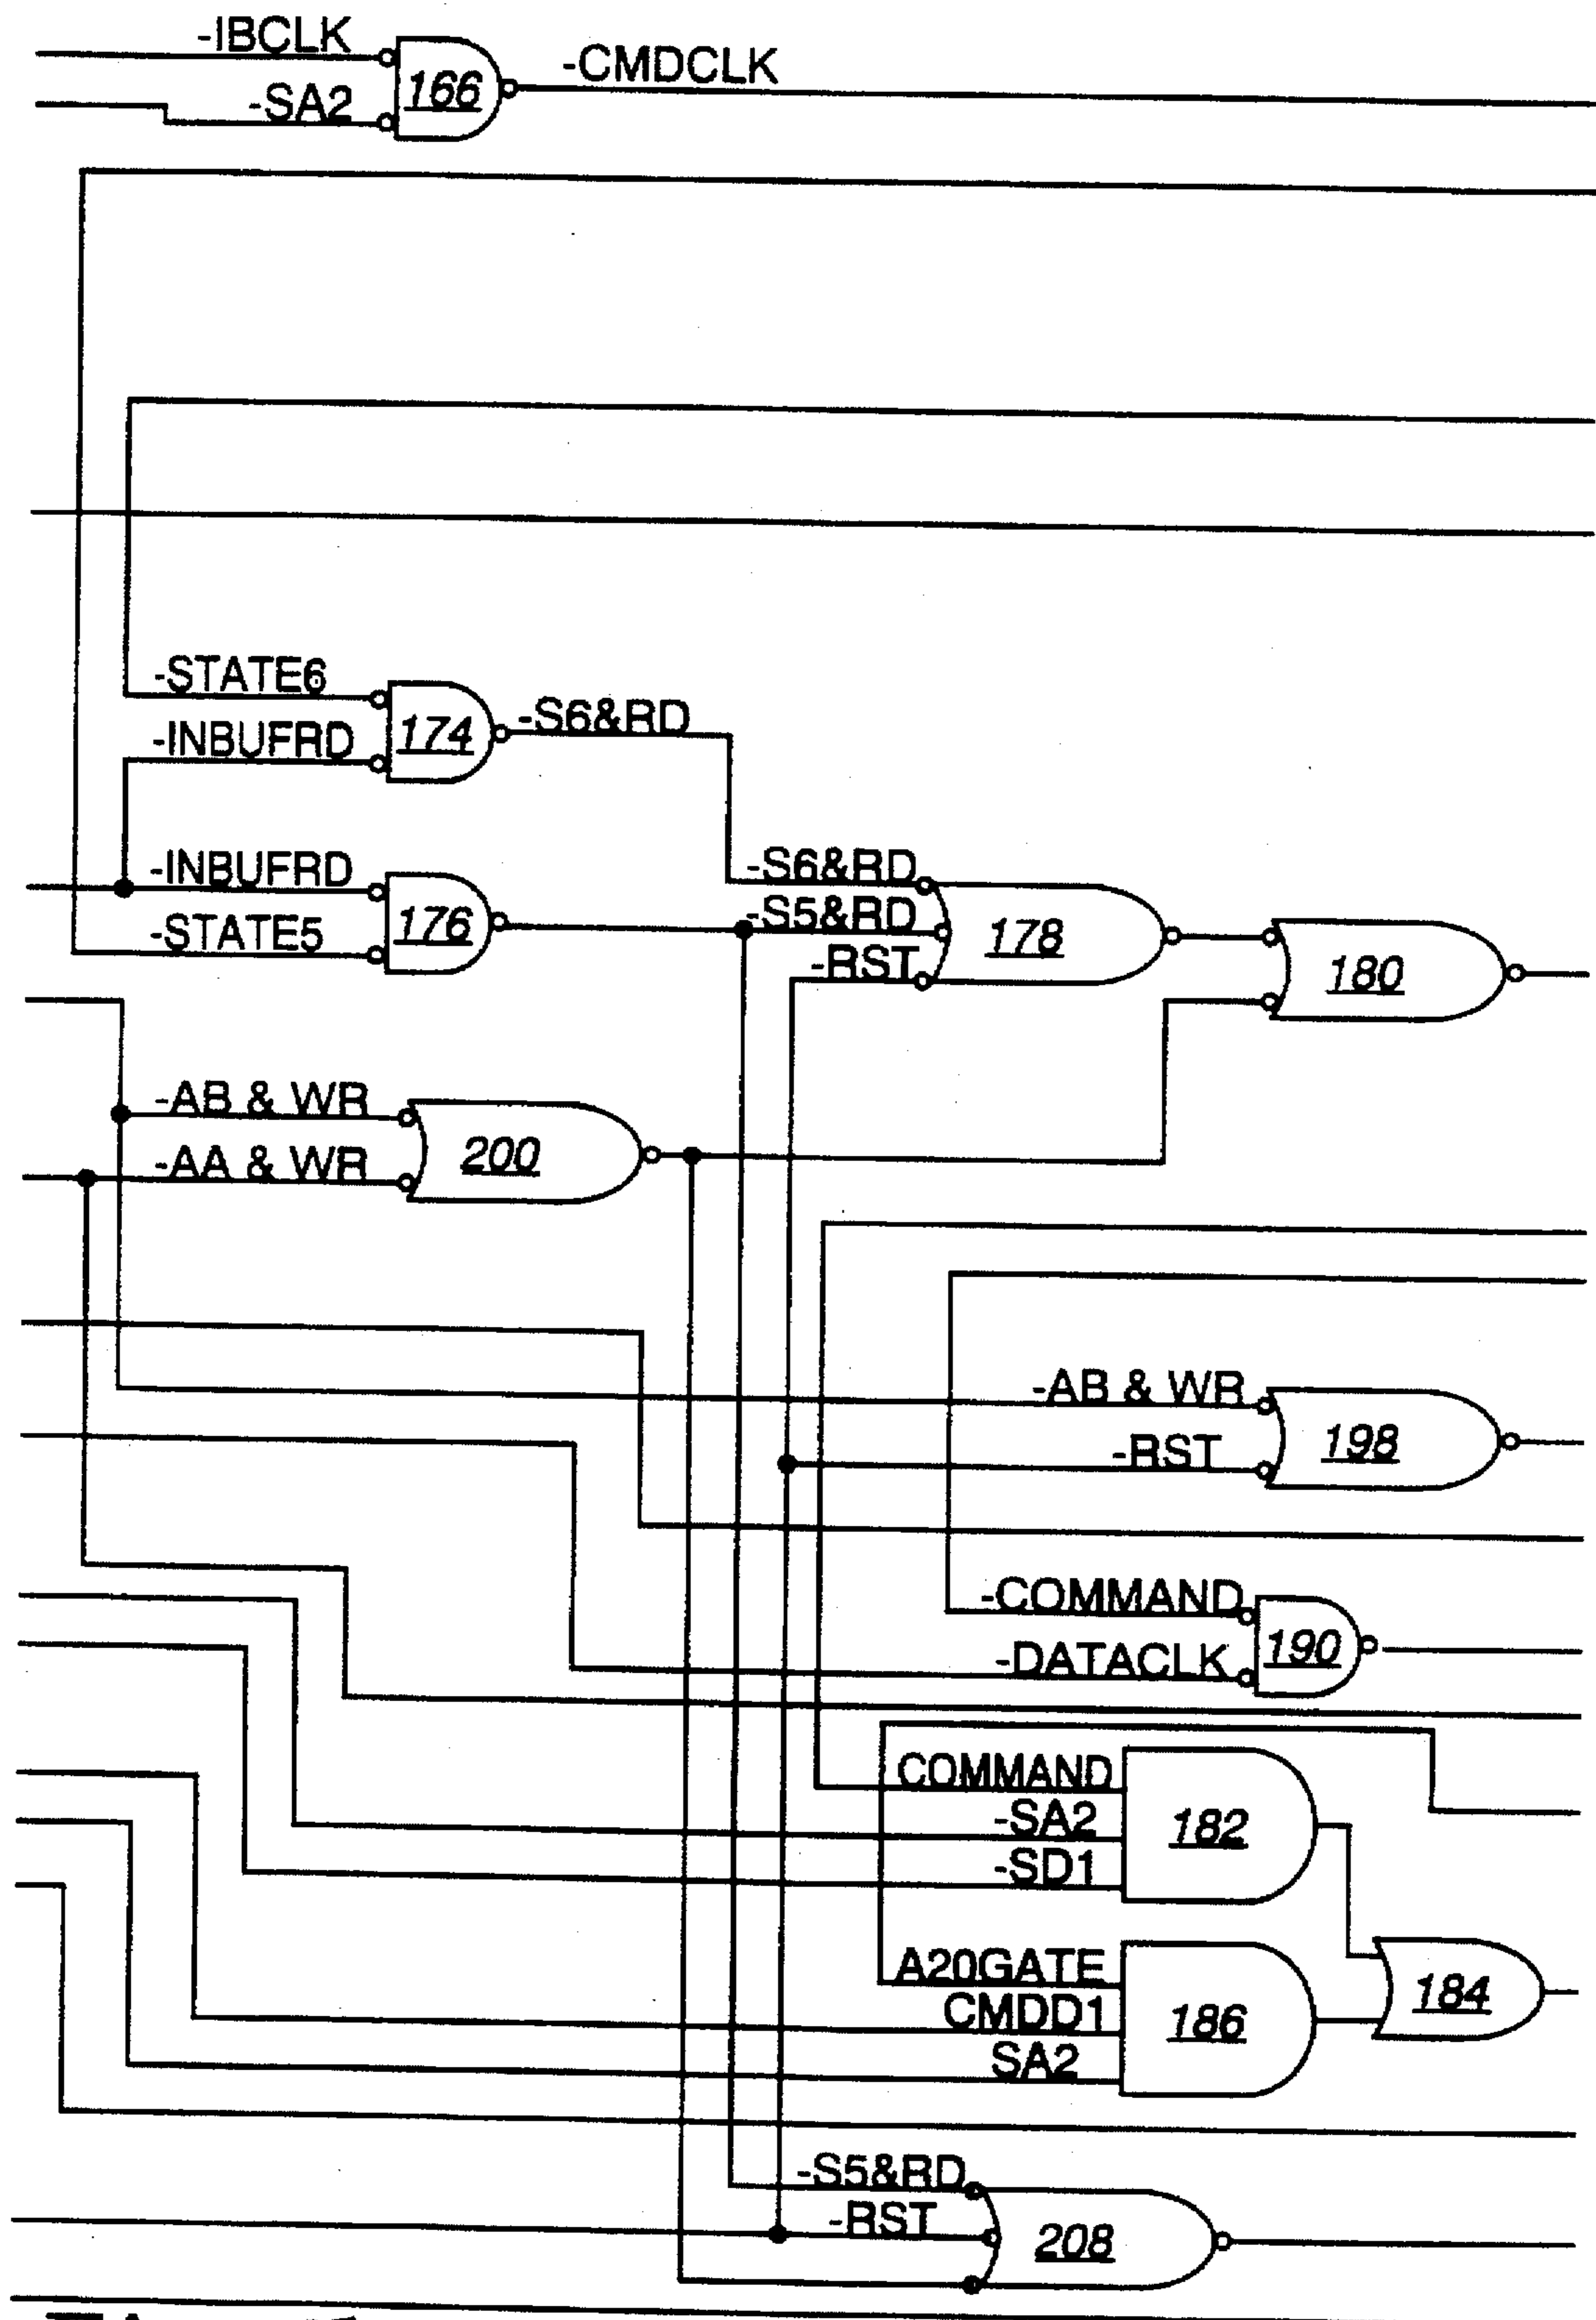 -IBCLK
166
-CMDCLK
-SA2
-STATE6
174
-S6&RD
-INBUFRD
-INBUFRD
176
-STATE5
-S6&RD
-S5&RD
-RST
178
180
-AB & WR
200
-AA & WR
-AB & WR
198
-RST
-COMMAND
190
-DATACLK
COMMAND
-SA2
182
-SD1
A20GATE
CMDD1
186
SA2
184
-S5&RD
-RST
208